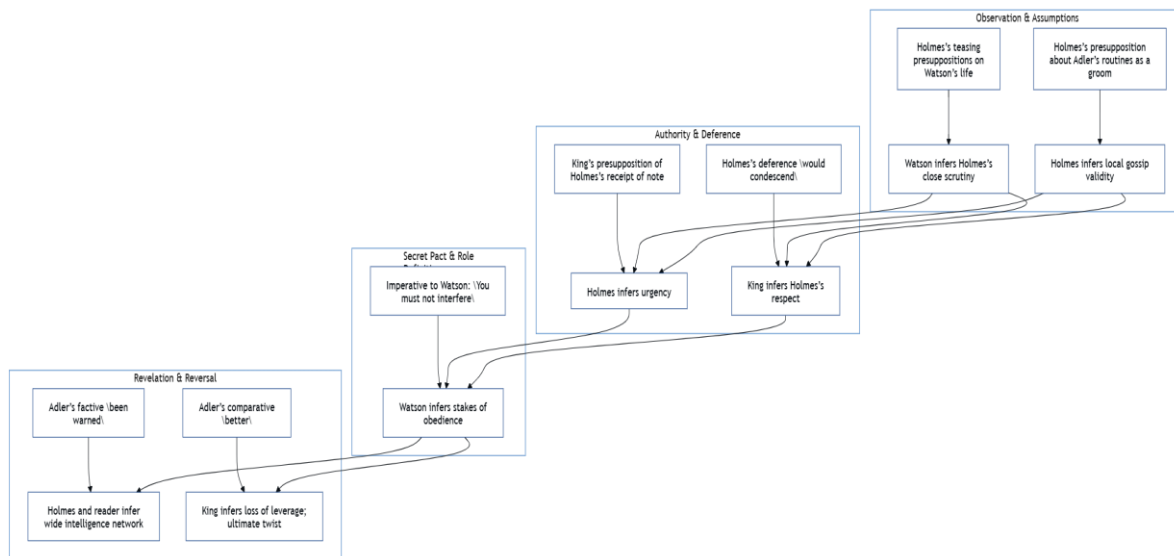 Observation & Assumptions
Holmes's teasing
presuppositions on
Watson's life
Holmes's presupposition
about Adler's routines as a
groom
Watson infers Holmes's
close scrutiny
Holmes infers local gossip
validity
Authority & Deference
King's presupposition of
Holmes's receipt of note
Holmes's deference \would
condescend\
Holmes infers urgency
King infers Holmes's
respect
Secret Pact & Role
Imperative to Watson: \You
must not interfere\
Watson infers stakes of
obedience
Revelation & Reversal
Adler's factive \been
warned\
Adler's comparative
\better\
Holmes and reader infer
wide intelligence network
King infers loss of leverage;
ultimate twist